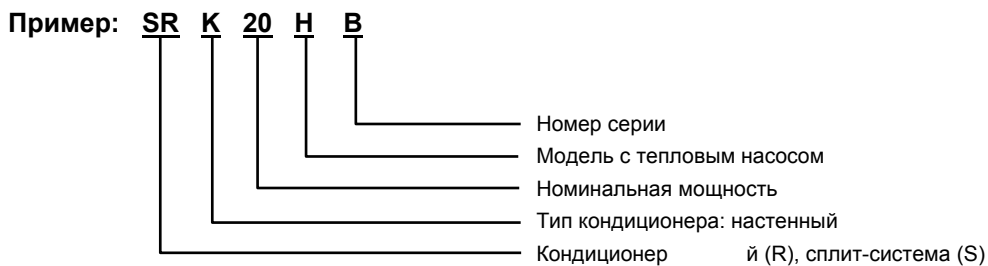 Пример: SR K 20 H B
Номер серии
Модель с тепловым насосом
Номинальная мощность
Тип кондиционера: настенный
Кондиционер й (R), сплит-система (S)